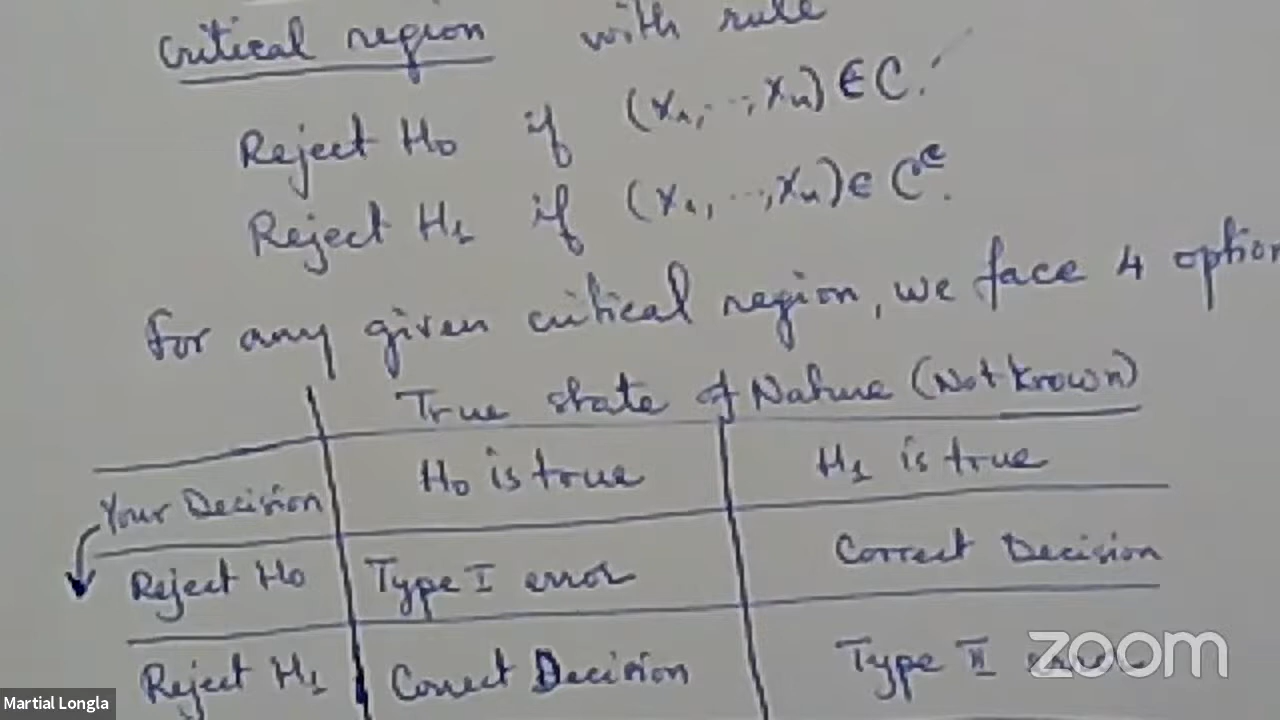 critical region with rule
Reject H₀ if (x₁, ..., xₙ) ∈ C.
Reject H₁ if (x₁, ..., xₙ) ∈ Cᶜ.
For any given critical region, we face 4 option
True state of Nature (Not known)
Your Decision H₀ is true H₁ is true
Reject H₀ Type I error Correct Decision
Reject H₁ Correct Decision Type II error
zoom
Martial Longla